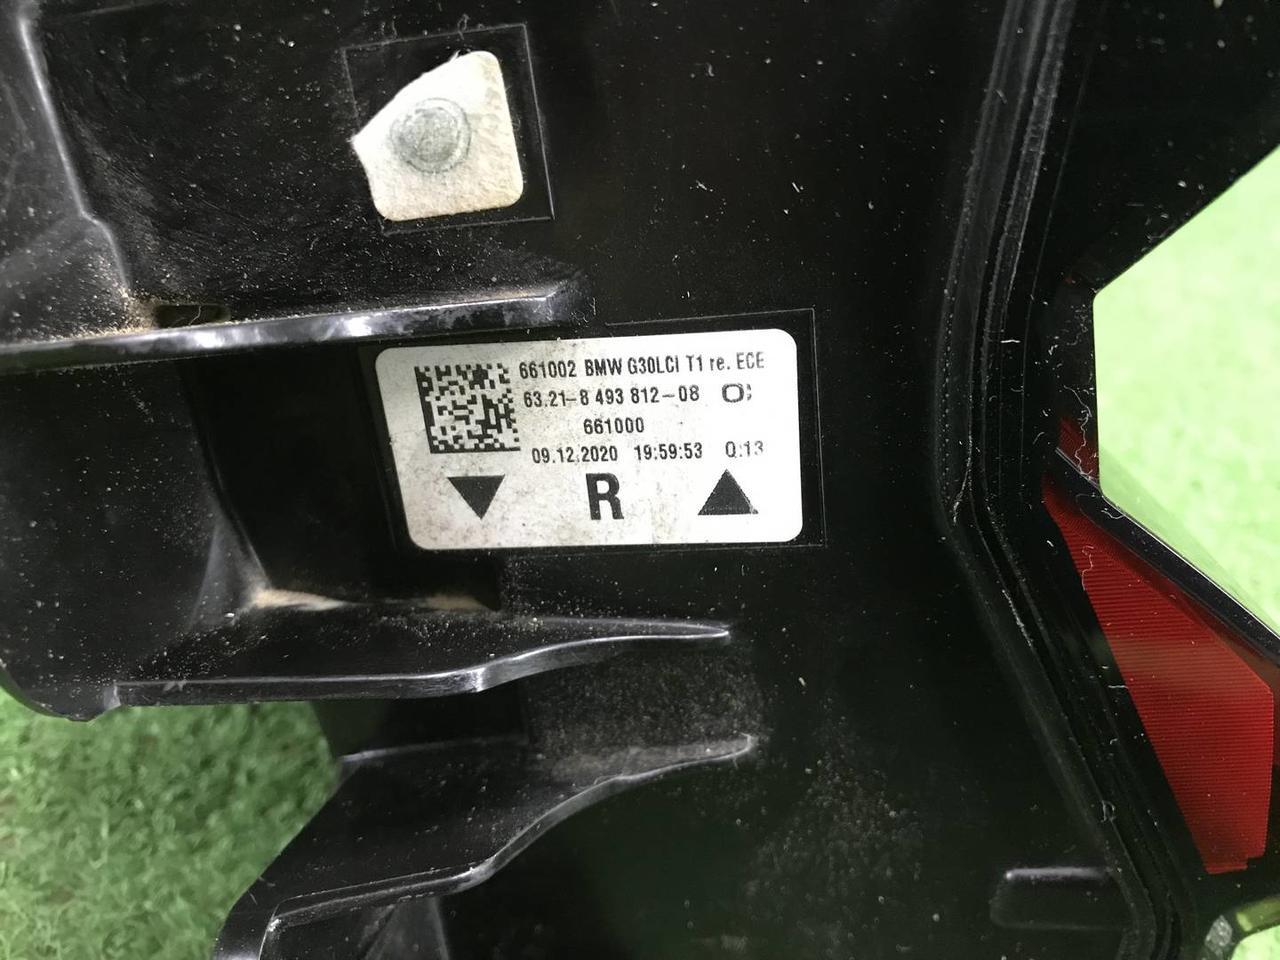 661002 BMW G30LCI T1 re. ECE
63.21-8 493 812-08
661000
09.12.2020 19:59:53 0:13
R